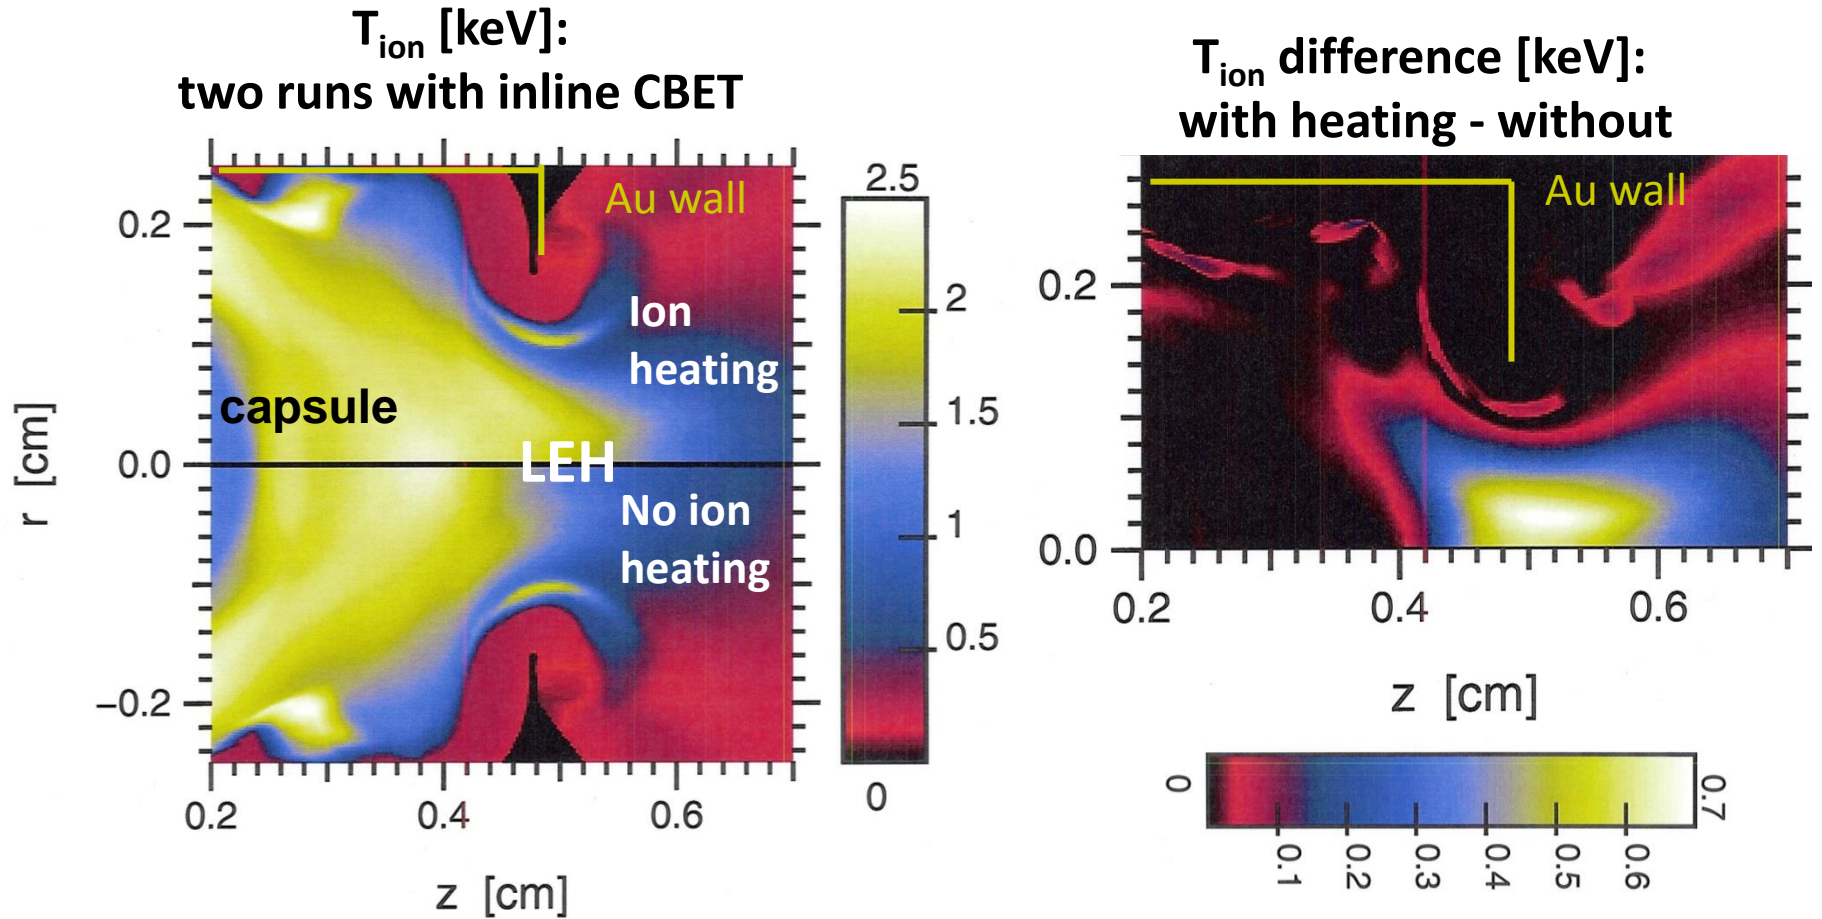 T_ion [keV]:
two runs with inline CBET
0.2
0.0
−0.2
r [cm]
Au wall
Ion
heating
capsule
LEH
No ion
heating
0.2
0.4
0.6
z [cm]
2.5
2
1.5
1
0.5
0
T_ion difference [keV]:
with heating - without
Au wall
0.2
0.0
0.2
0.4
0.6
z [cm]
0
0.7
0.1
0.2
0.3
0.4
0.5
0.6